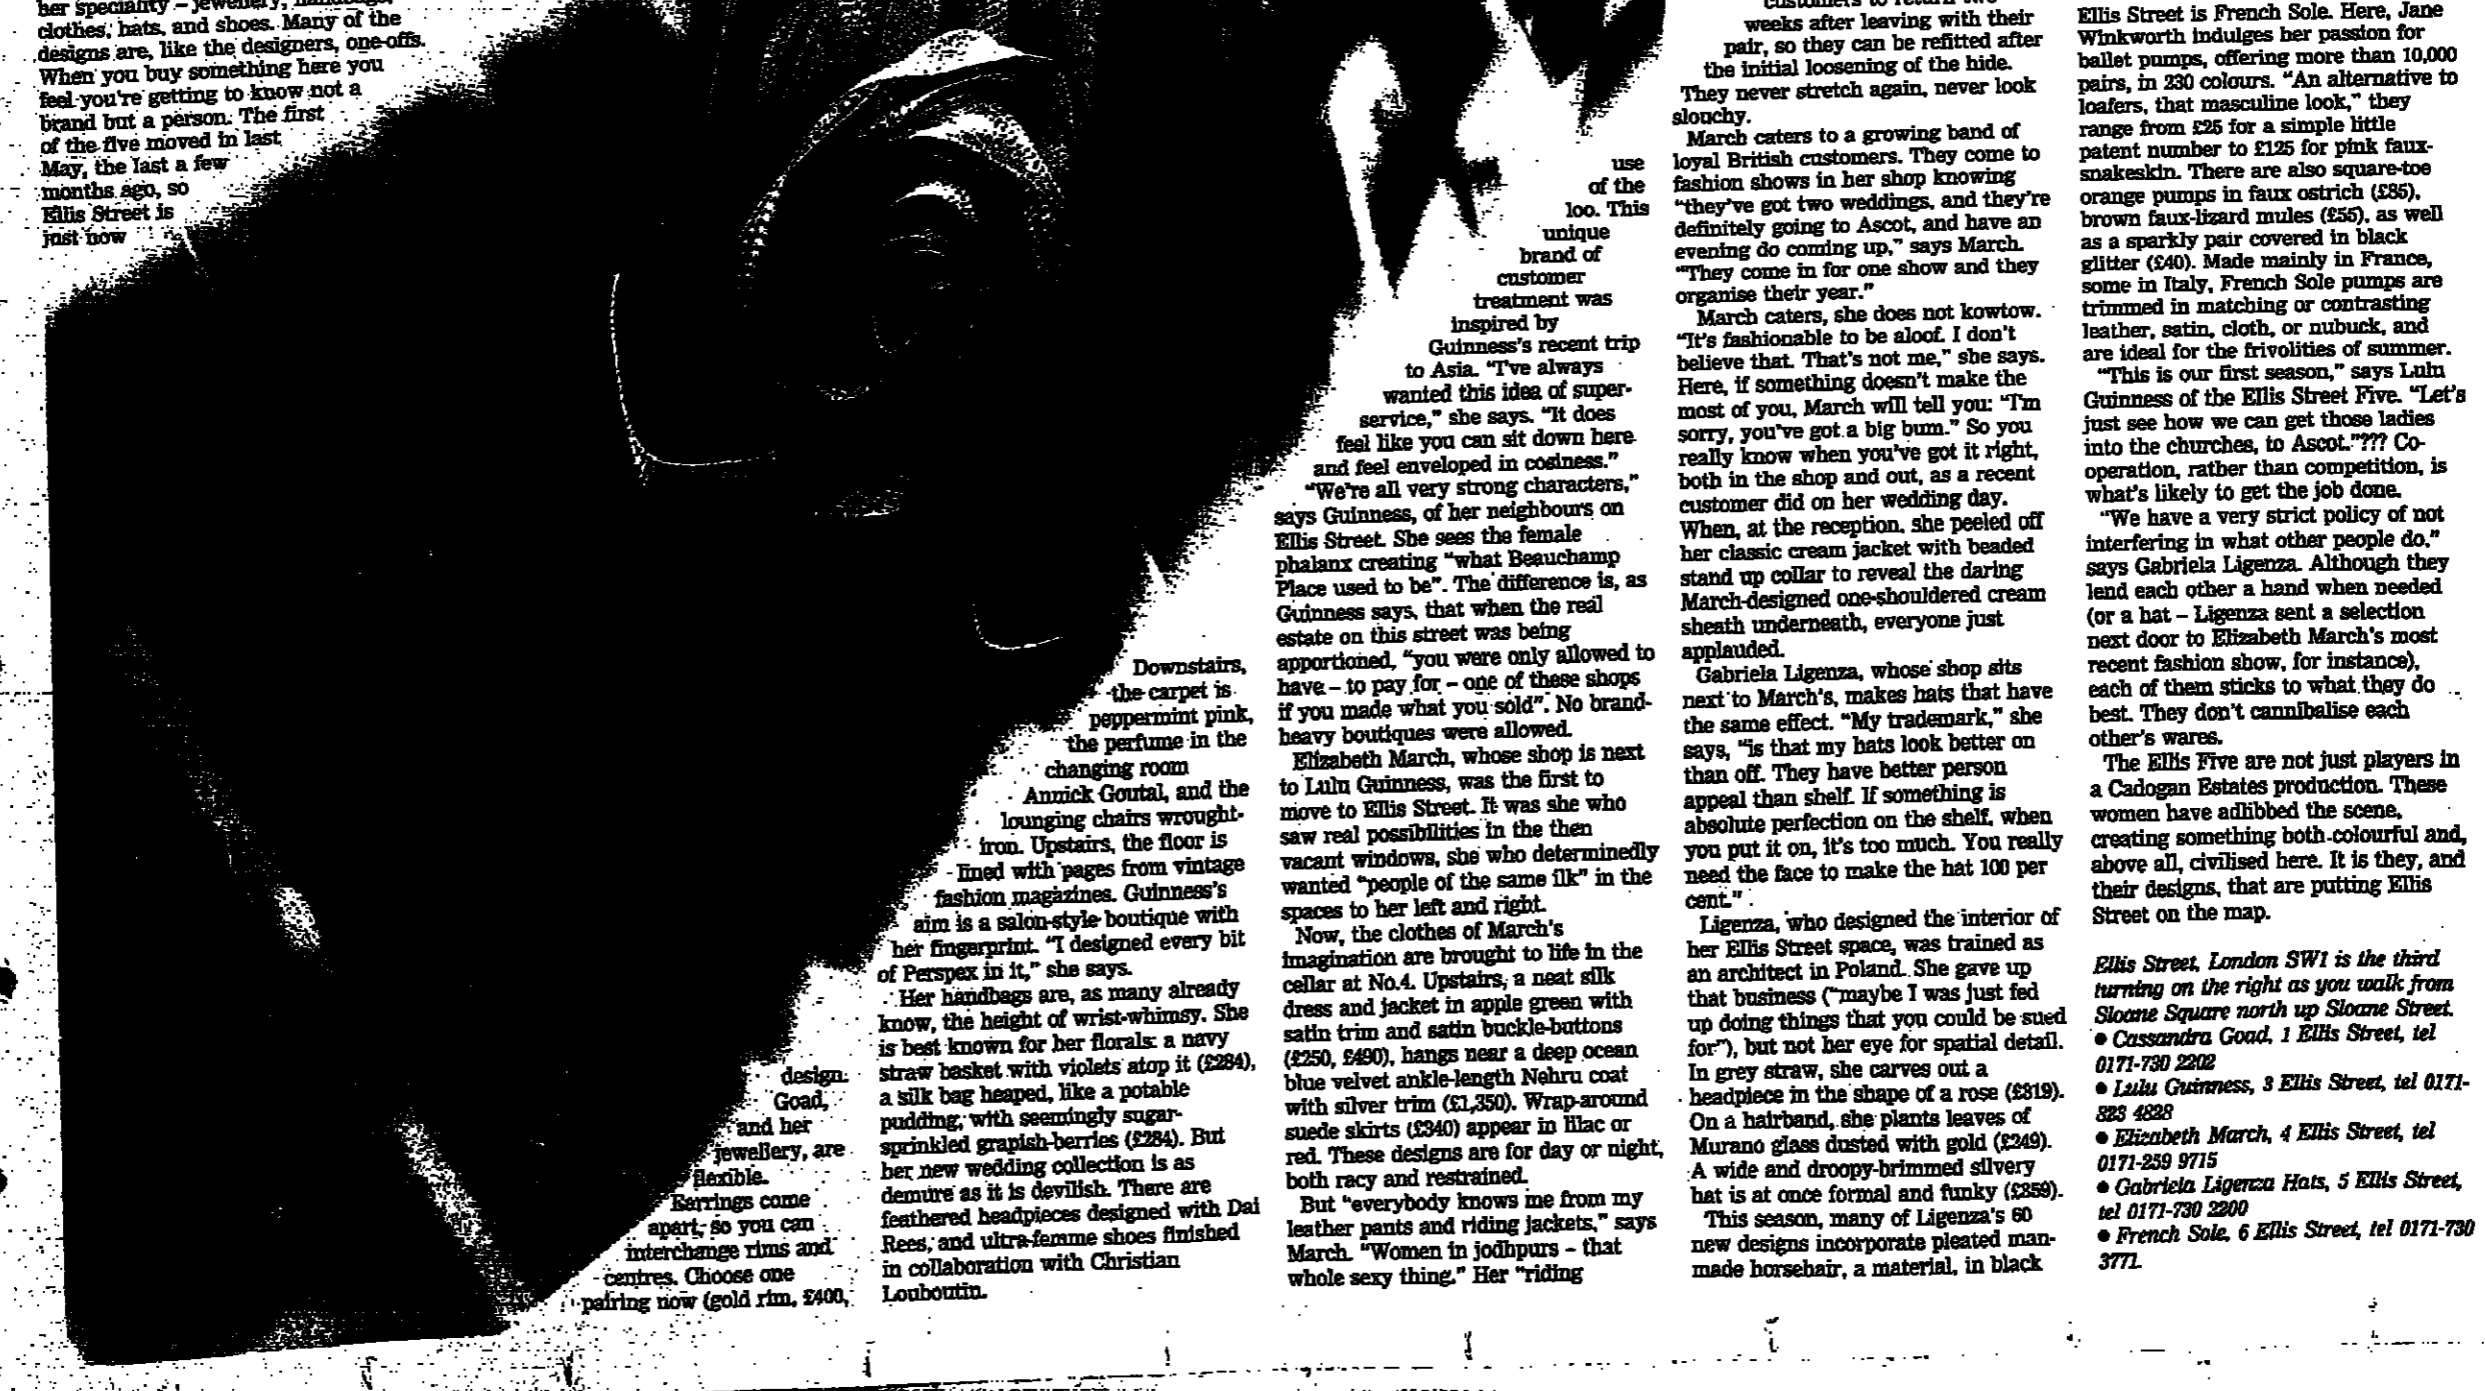 her speciality – jewellery, handbags,
clothes, hats, and shoes. Many of the
designs are, like the designers, one-offs.
When you buy something here you
feel you're getting to know not a
brand but a person. The first
of the five moved in last
May, the last a few
months ago, so
Ellis Street is
just now
design.
Goad,
and her
jewellery, are
flexible.
Earrings come
apart, so you can
interchange rims and
centres. Choose one
pairing now (gold rim, £400,
Downstairs,
the carpet is
peppermint pink,
the perfume in the
changing room
Annick Goutal, and the
lounging chairs wrought-
iron. Upstairs, the floor is
lined with pages from vintage
fashion magazines. Guinness's
aim is a salon-style boutique with
her fingerprint. "I designed every bit
of Perspex in it," she says.
Her handbags are, as many already
know, the height of wrist-whimsy. She
is best known for her florals: a navy
straw basket with violets atop it (£284),
a silk bag heaped, like a potable
pudding, with seemingly sugar-
sprinkled grapish-berries (£284). But
her new wedding collection is as
demure as it is devilish. There are
feathered headpieces designed with Dai
Rees, and ultra-femme shoes finished
in collaboration with Christian
Louboutin.
use
of the
loo. This
unique
brand of
customer
treatment was
inspired by
Guinness's recent trip
to Asia. "I've always
wanted this idea of super-
service," she says. "It does
feel like you can sit down here
and feel enveloped in cosiness."
"We're all very strong characters,"
says Guinness, of her neighbours on
Ellis Street. She sees the female
phalanx creating "what Beauchamp
Place used to be". The difference is, as
Guinness says, that when the real
estate on this street was being
apportioned, "you were only allowed to
have – to pay for – one of these shops
if you made what you sold". No brand-
heavy boutiques were allowed.
Elizabeth March, whose shop is next
to Lulu Guinness, was the first to
move to Ellis Street. It was she who
saw real possibilities in the then
vacant windows, she who determinedly
wanted "people of the same ilk" in the
spaces to her left and right.
Now, the clothes of March's
imagination are brought to life in the
cellar at No.4. Upstairs, a neat silk
dress and jacket in apple green with
satin trim and satin buckle-buttons
(£250, £490), hangs near a deep ocean
blue velvet ankle-length Nehru coat
with silver trim (£1,350). Wrap-around
suede skirts (£340) appear in lilac or
red. These designs are for day or night,
both racy and restrained.
But "everybody knows me from my
leather pants and riding jackets," says
March. "Women in jodhpurs – that
whole sexy thing." Her "riding
customers to return two
weeks after leaving with their
pair, so they can be refitted after
the initial loosening of the hide.
They never stretch again, never look
slouchy.
March caters to a growing band of
loyal British customers. They come to
fashion shows in her shop knowing
"they've got two weddings, and they're
definitely going to Ascot, and have an
evening do coming up," says March.
"They come in for one show and they
organise their year."
March caters, she does not kowtow.
"It's fashionable to be aloof. I don't
believe that. That's not me," she says.
Here, if something doesn't make the
most of you, March will tell you: "I'm
sorry, you've got a big bum." So you
really know when you've got it right,
both in the shop and out, as a recent
customer did on her wedding day.
When, at the reception, she peeled off
her classic cream jacket with beaded
stand up collar to reveal the daring
March-designed one-shouldered cream
sheath underneath, everyone just
applauded.
Gabriela Ligenza, whose shop sits
next to March's, makes hats that have
the same effect. "My trademark," she
says, "is that my hats look better on
than off. They have better person
appeal than shelf. If something is
absolute perfection on the shelf, when
you put it on, it's too much. You really
need the face to make the hat 100 per
cent."
Ligenza, who designed the interior of
her Ellis Street space, was trained as
an architect in Poland. She gave up
that business ("maybe I was just fed
up doing things that you could be sued
for"), but not her eye for spatial detail.
In grey straw, she carves out a
headpiece in the shape of a rose (£319).
On a hairband, she plants leaves of
Murano glass dusted with gold (£249).
A wide and droopy-brimmed silvery
hat is at once formal and funky (£359).
This season, many of Ligenza's 60
new designs incorporate pleated man-
made horsehair, a material, in black
Ellis Street is French Sole. Here, Jane
Winkworth indulges her passion for
ballet pumps, offering more than 10,000
pairs, in 230 colours. "An alternative to
loafers, that masculine look," they
range from £25 for a simple little
patent number to £125 for pink faux-
snakeskin. There are also square-toe
orange pumps in faux ostrich (£85),
brown faux-lizard mules (£55), as well
as a sparkly pair covered in black
glitter (£40). Made mainly in France,
some in Italy, French Sole pumps are
trimmed in matching or contrasting
leather, satin, cloth, or nubuck, and
are ideal for the frivolities of summer.
"This is our first season," says Lulu
Guinness of the Ellis Street Five. "Let's
just see how we can get those ladies
into the churches, to Ascot."??? Co-
operation, rather than competition, is
what's likely to get the job done.
"We have a very strict policy of not
interfering in what other people do,"
says Gabriela Ligenza. Although they
lend each other a hand when needed
(or a hat – Ligenza sent a selection
next door to Elizabeth March's most
recent fashion show, for instance),
each of them sticks to what they do
best. They don't cannibalise each
other's wares.
The Ellis Five are not just players in
a Cadogan Estates production. These
women have adlibbed the scene,
creating something both colourful and,
above all, civilised here. It is they, and
their designs, that are putting Ellis
Street on the map.
Ellis Street, London SW1 is the third
turning on the right as you walk from
Sloane Square north up Sloane Street.
● Cassandra Goad, 1 Ellis Street, tel
0171-730 2202
● Lulu Guinness, 3 Ellis Street, tel 0171-
823 4828
● Elizabeth March, 4 Ellis Street, tel
0171-259 9715
● Gabriela Ligenza Hats, 5 Ellis Street,
tel 0171-730 2200
● French Sole, 6 Ellis Street, tel 0171-730
3771.